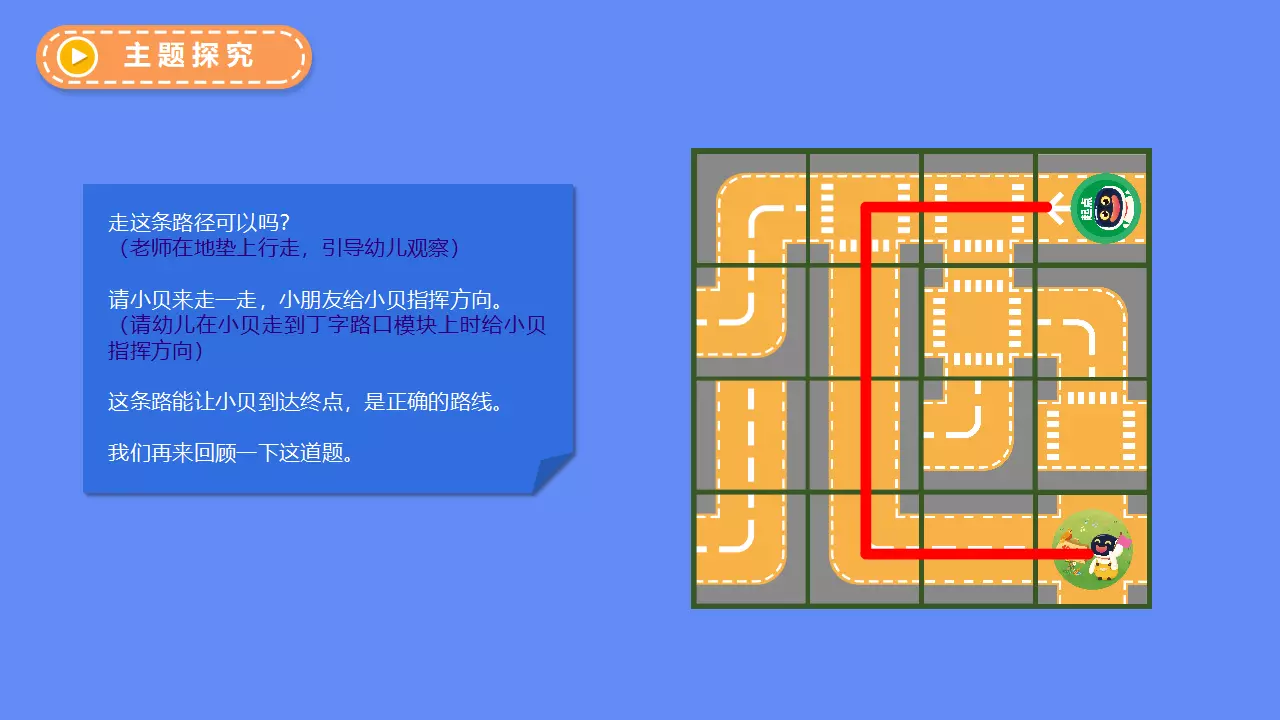 主题探究
走这条路径可以吗？
（老师在地垫上行走，引导幼儿观察）
请小贝来走一走，小朋友给小贝指挥方向。
（请幼儿在小贝走到丁字路口模块上时给小贝
指挥方向）
这条路能让小贝到达终点，是正确的路线。
我们再来回顾一下这道题。
起点